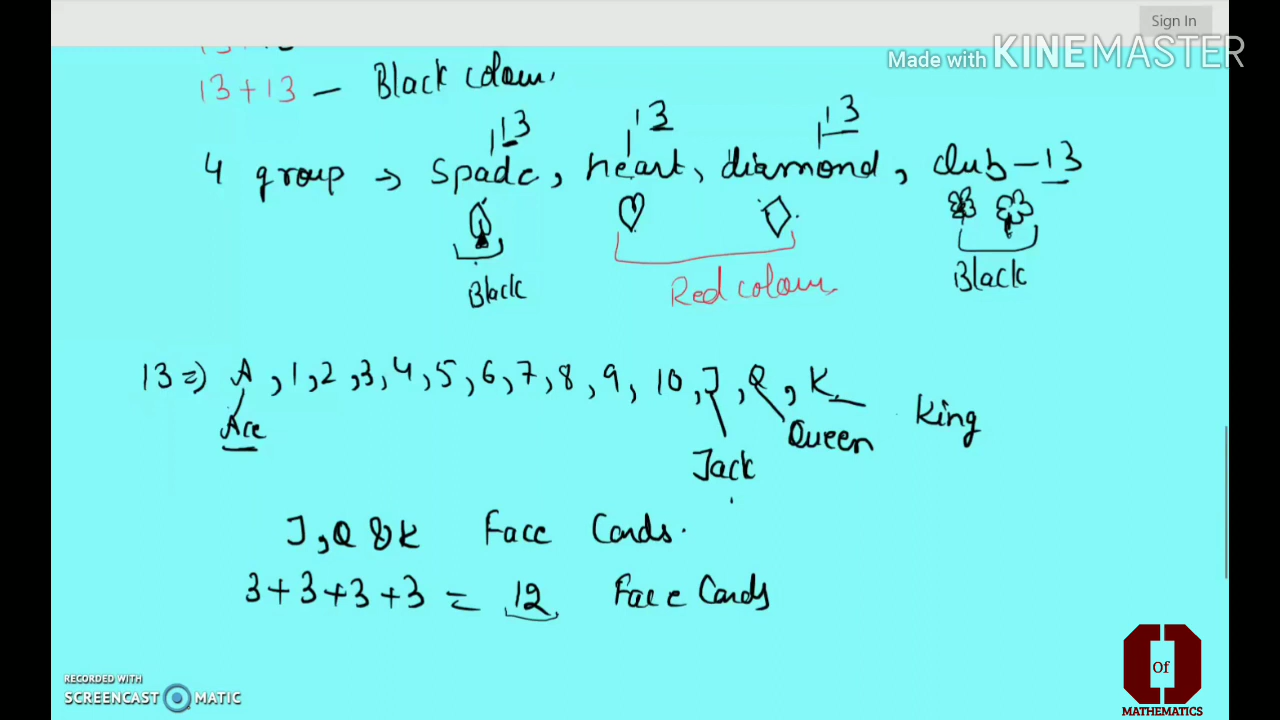 Sign In
Made with KINEMASTER
13+13 – Black colour,
13 13 13
4 group → Spade, heart, diamond, club – 13
Black Red colour Black
13 ⇒ A, 1, 2, 3, 4, 5, 6, 7, 8, 9, 10, J, Q, K
Ace Jack Queen King
J, Q & K Face Cards.
3+3+3+3 = 12 Face Cards
RECORDED WITH
SCREENCAST MATIC
Of
MATHEMATICS